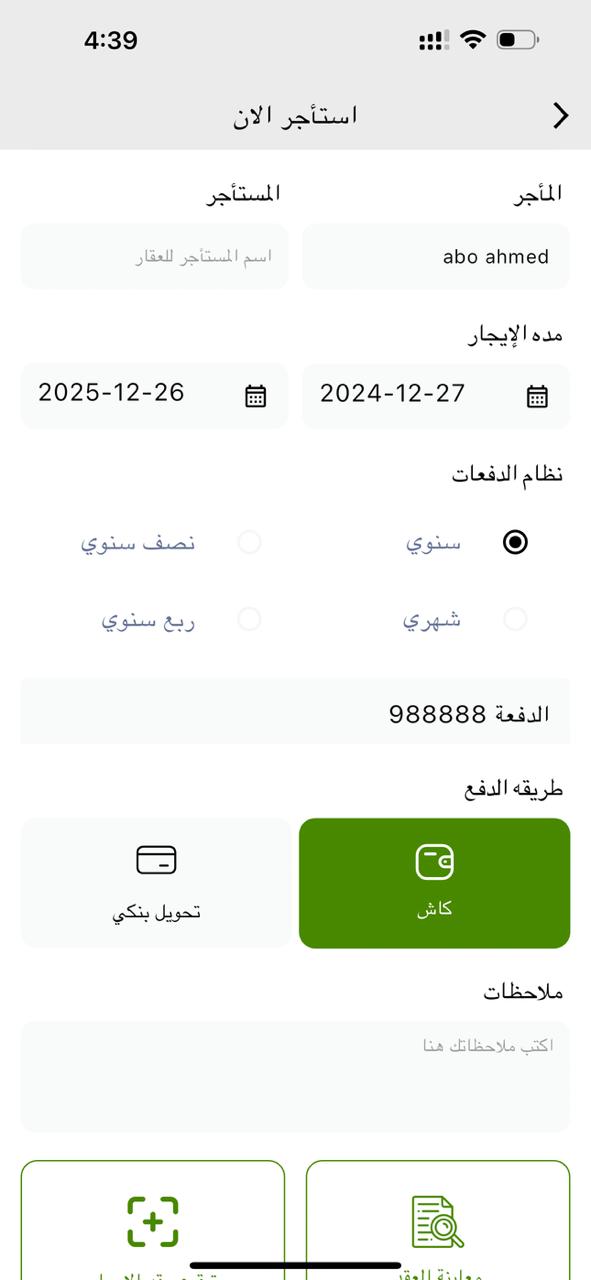 4:39
استأجر الان
المأجر
المستأجر
abo ahmed
اسم المستأجر للعقار
مده الإيجار
2024-12-27
2025-12-26
نظام الدفعات
سنوي
نصف سنوي
شهري
ربع سنوي
الدفعة 988888
طريقه الدفع
كاش
تحويل بنكي
ملاحظات
اكتب ملاحظاتك هنا
معاينة العقد